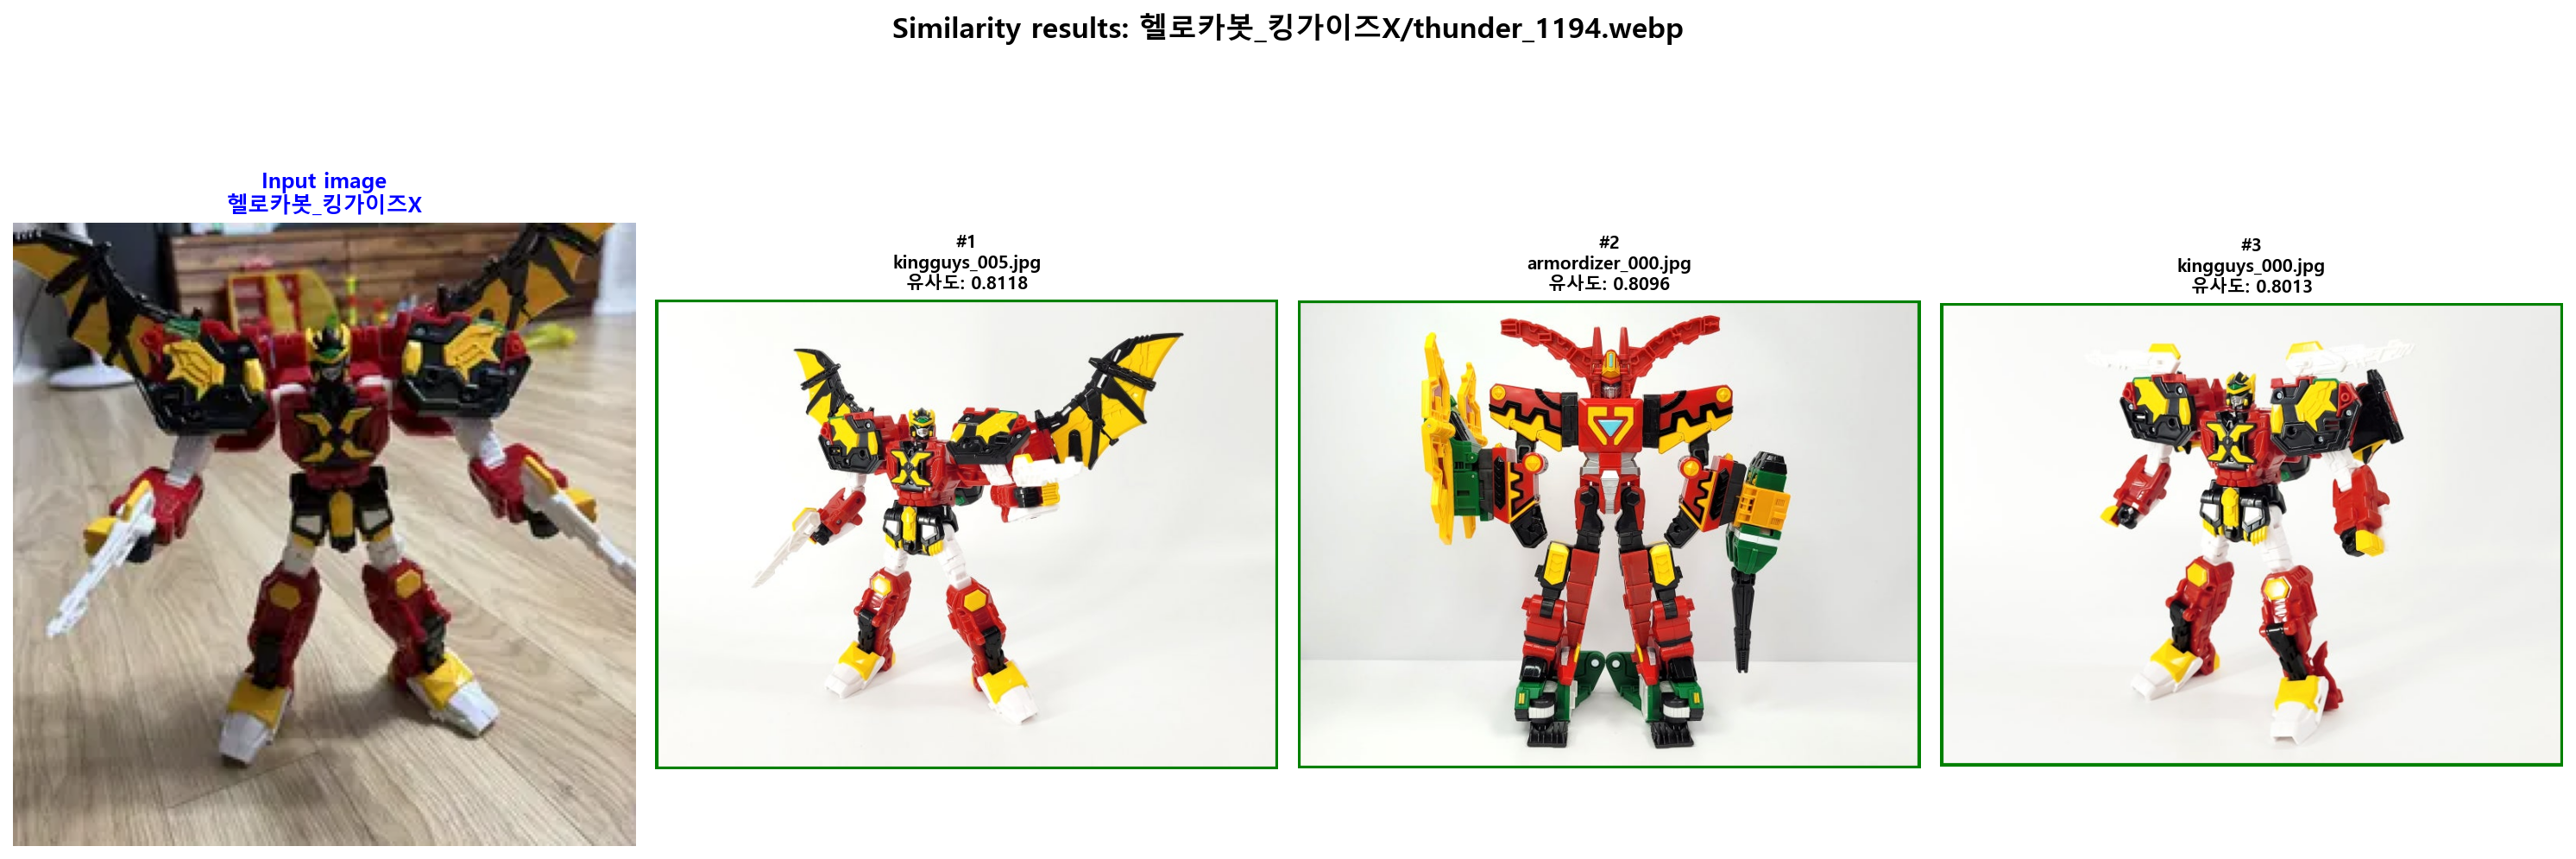 Similarity results: 헬로카봇_킹가이즈X/thunder_1194.webp
Input image
헬로카봇_킹가이즈X
#1
kingguys_005.jpg
유사도: 0.8118
#2
armordizer_000.jpg
유사도: 0.8096
#3
kingguys_000.jpg
유사도: 0.8013